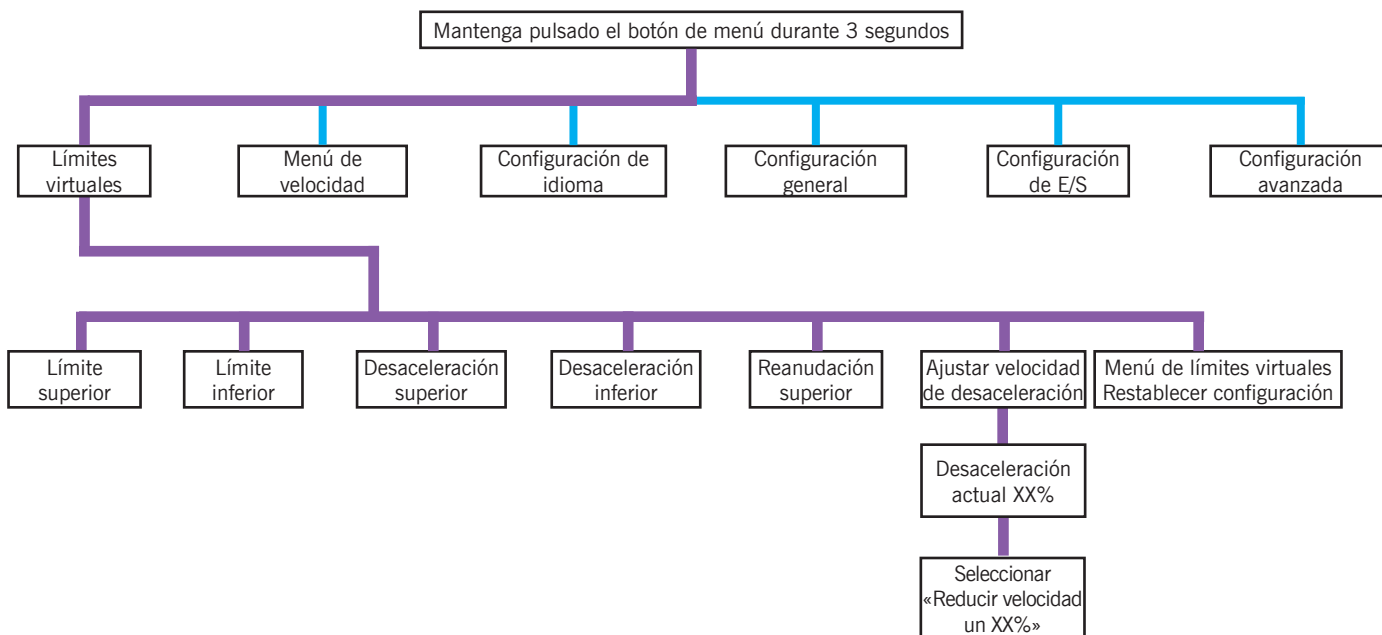 Mantenga pulsado el botón de menú durante 3 segundos
Límites
virtuales
Menú de
velocidad
Configuración de
idioma
Configuración
general
Configuración
de E/S
Configuración
avanzada
Límite
superior
Límite
inferior
Desaceleración
superior
Desaceleración
inferior
Reanudación
superior
Ajustar velocidad
de desaceleración
Menú de límites virtuales
Restablecer configuración
Desaceleración
actual XX%
Seleccionar
«Reducir velocidad
un XX%»